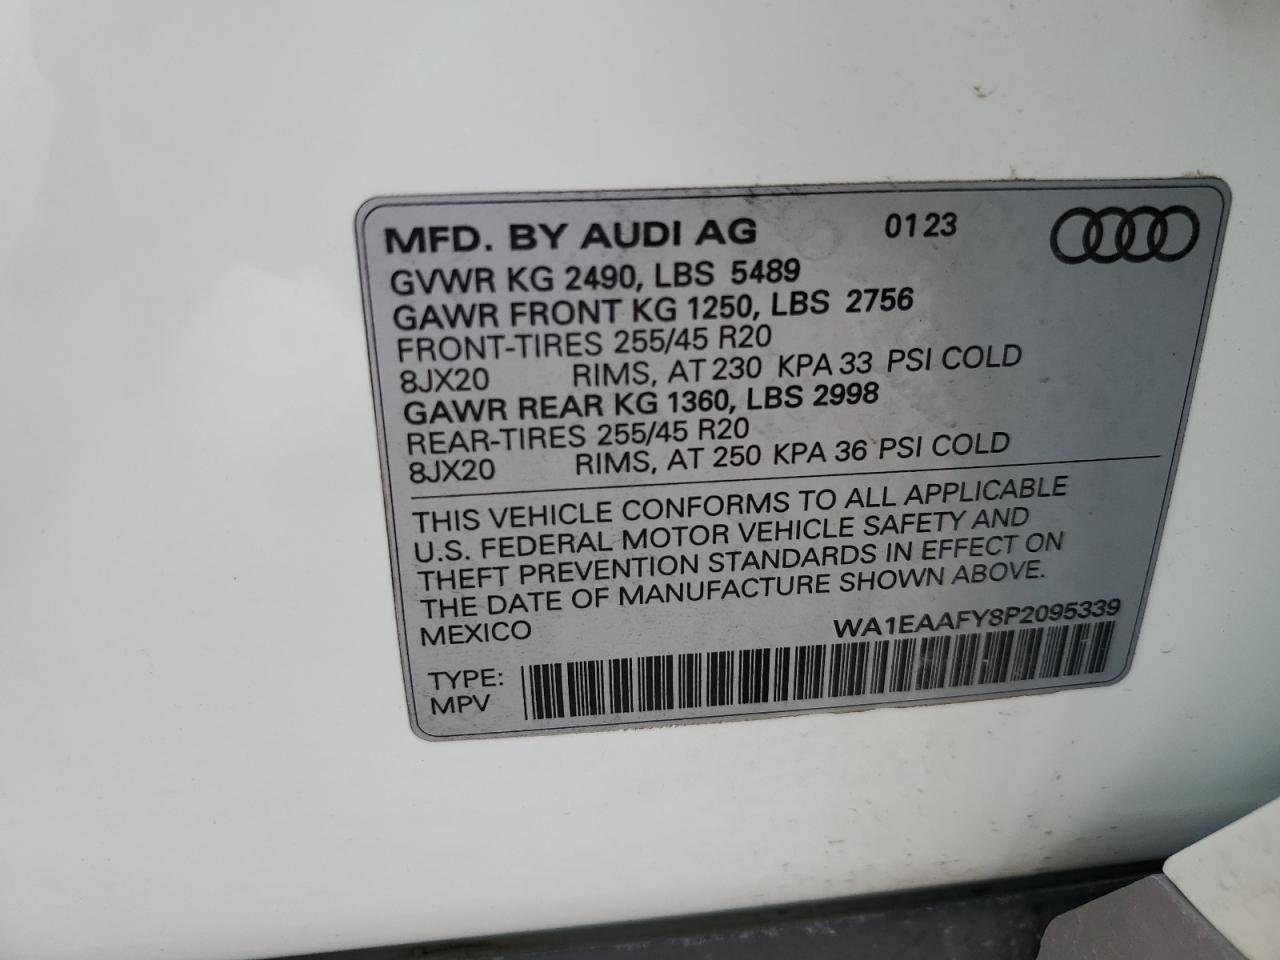 MFD. BY AUDI AG 01 23
GVWR KG 2490, LBS 5489
GAWR FRONT KG 1250, LBS 2756
FRONT-TIRES 255/45 R20
8JX20 RIMS, AT 230 KPA 33 PSI COLD
GAWR REAR KG 1360, LBS 2998
REAR-TIRES 255/45 R20
8JX20 RIMS, AT 250 KPA 36 PSI COLD
THIS VEHICLE CONFORMS TO ALL APPLICABLE
U.S. FEDERAL MOTOR VEHICLE SAFETY AND
THEFT PREVENTION STANDARDS IN EFFECT ON
THE DATE OF MANUFACTURE SHOWN ABOVE.
MEXICO WA1EAAFY8P2095339
TYPE:
MPV